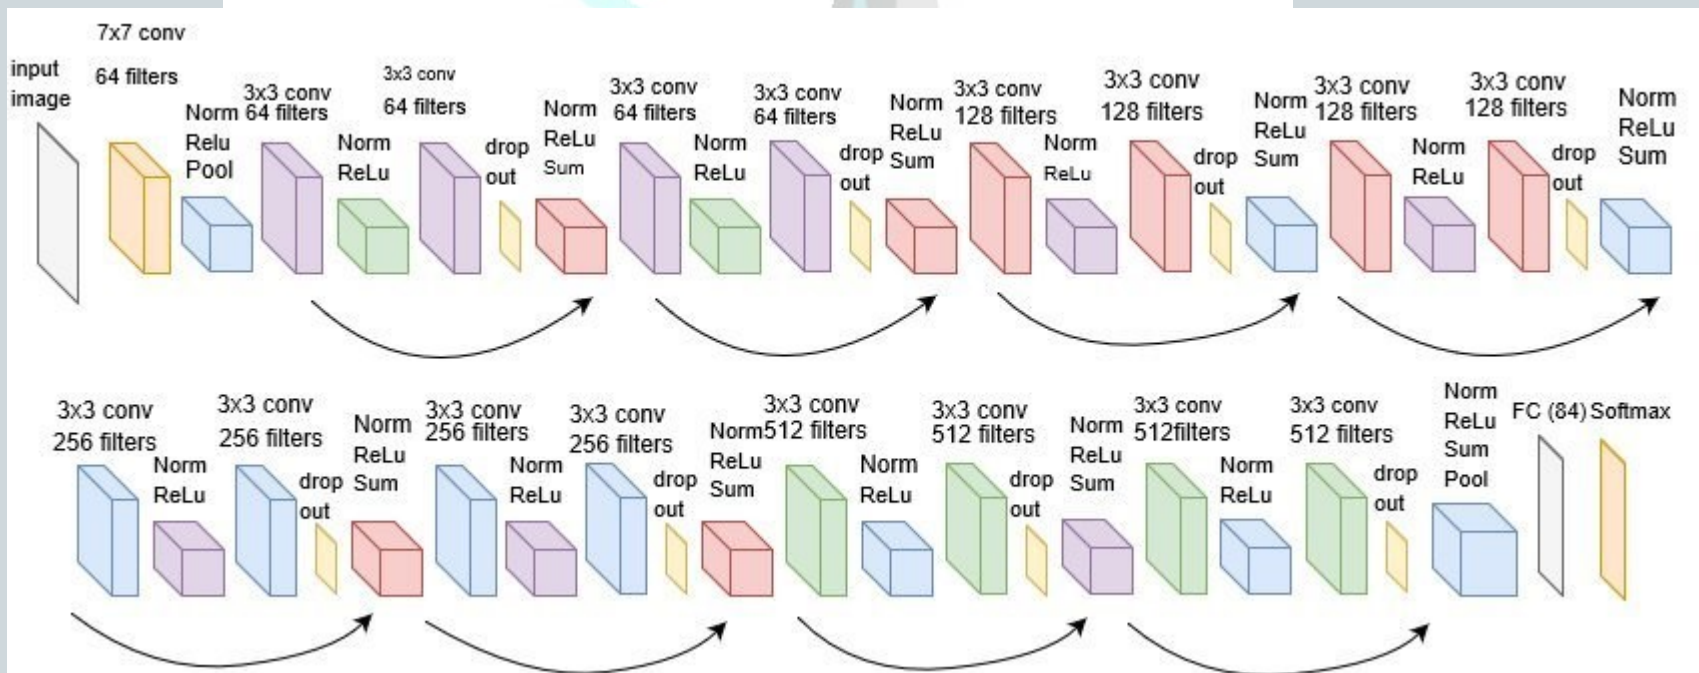 input
image
7x7 conv
64 filters
Norm
Relu
Pool
3x3 conv
64 filters
Norm
ReLu
3x3 conv
64 filters
drop
out
Norm
ReLu
Sum
3x3 conv
64 filters
Norm
ReLu
3x3 conv
64 filters
drop
out
Norm
ReLu
Sum
3x3 conv
128 filters
Norm
ReLu
3x3 conv
128 filters
drop
out
Norm
ReLu
Sum
3x3 conv
128 filters
Norm
ReLu
3x3 conv
128 filters
drop
out
Norm
ReLu
Sum
3x3 conv
256 filters
Norm
ReLu
3x3 conv
256 filters
drop
out
Norm
ReLu
Sum
3x3 conv
256 filters
Norm
ReLu
3x3 conv
256 filters
drop
out
Norm
ReLu
Sum
3x3 conv
512 filters
Norm
ReLu
3x3 conv
512 filters
drop
out
Norm
ReLu
Sum
3x3 conv
512filters
Norm
ReLu
3x3 conv
512 filters
drop
out
Norm
ReLu
Sum
Pool
FC (84) Softmax